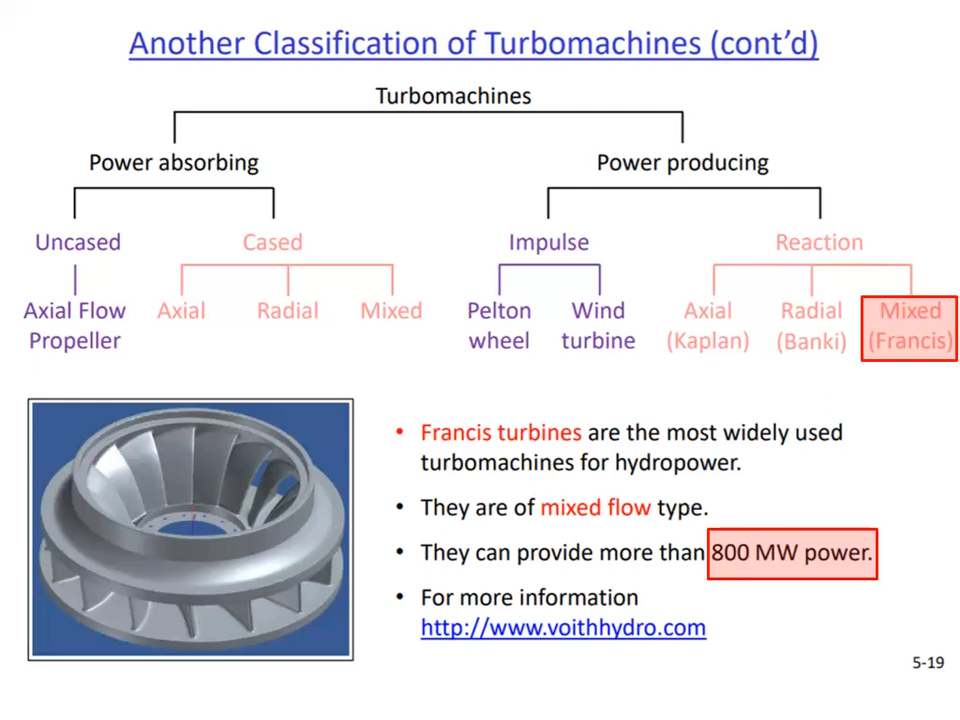 Another Classification of Turbomachines (cont’d)
Turbomachines
Power absorbing
Power producing
Uncased
Cased
Impulse
Reaction
Axial Flow
Propeller
Axial
Radial
Mixed
Pelton
wheel
Wind
turbine
Axial
(Kaplan)
Radial
(Banki)
Mixed
(Francis)
• Francis turbines are the most widely used
turbomachines for hydropower.
• They are of mixed flow type.
• They can provide more than 800 MW power.
• For more information
http://www.voithhydro.com
5-19